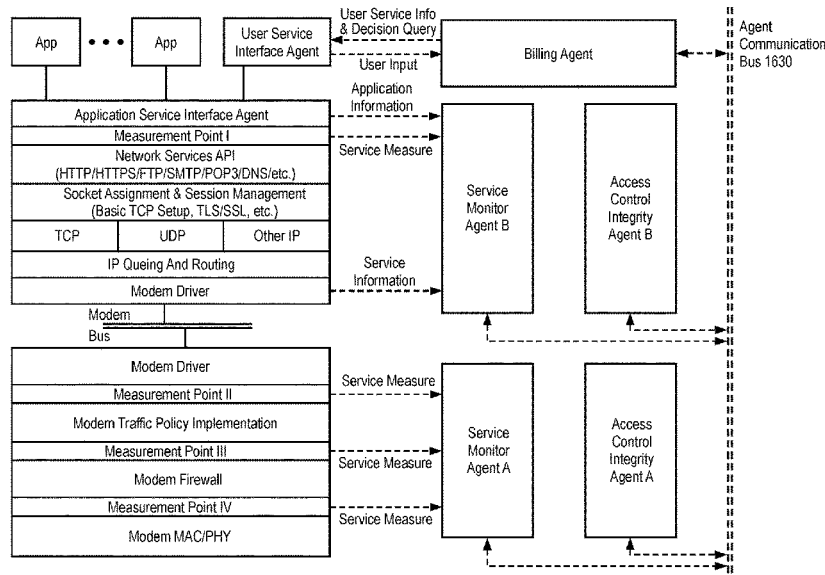 App
App
User Service
Interface Agent
User Service Info
& Decision Query
User Input
Billing Agent
Agent
Communication
Bus 1630
Application Service Interface Agent
Measurement Point I
Network Services API
(HTTP/HTTPS/FTP/SMTP/POP3/DNS/etc.)
Socket Assignment & Session Management
(Basic TCP Setup, TLS/SSL, etc.)
TCP
UDP
Other IP
IP Queing And Routing
Modem Driver
Application
Information
Service Measure
Service
Information
Service
Monitor
Agent B
Access
Control
Integrity
Agent B
Modem
Bus
Modem Driver
Measurement Point II
Modem Traffic Policy Implementation
Measurement Point III
Modem Firewall
Measurement Point IV
Modem MAC/PHY
Service Measure
Service Measure
Service Measure
Service
Monitor
Agent A
Access
Control
Integrity
Agent A